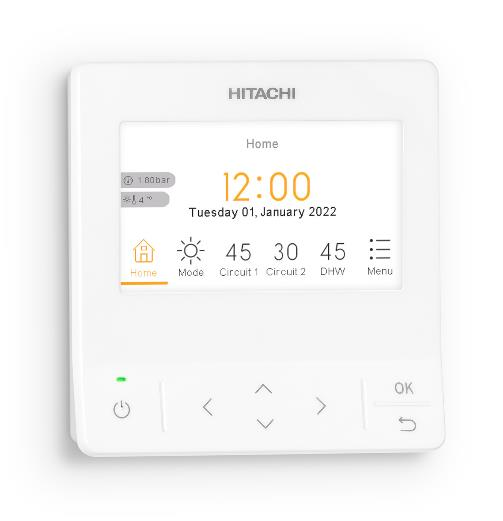 HITACHI
Home
1.80bar
4 °C
12:00
Tuesday 01, January 2022
45 30 45
Home Mode Circuit 1 Circuit 2 DHW Menu
OK